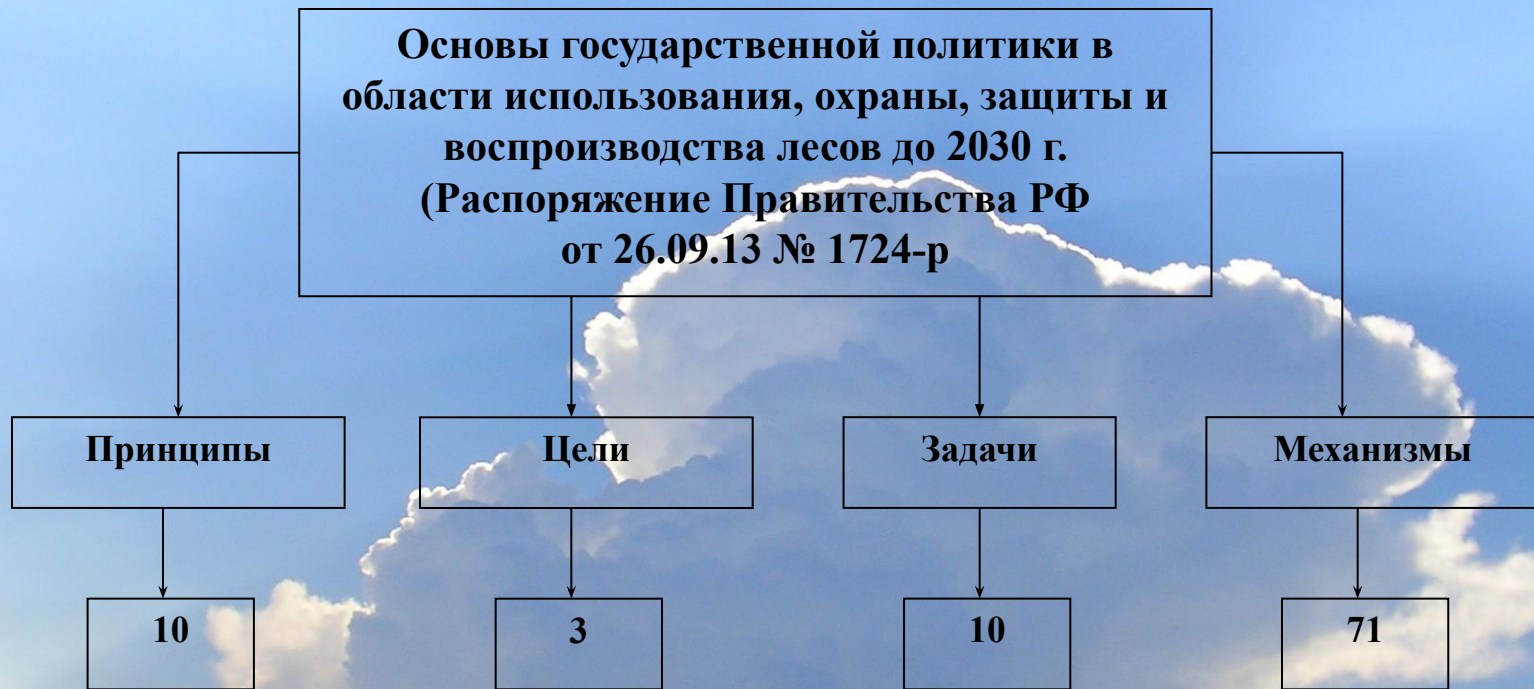 Основы государственной политики в
области использования, охраны, защиты и
воспроизводства лесов до 2030 г.
(Распоряжение Правительства РФ
от 26.09.13 № 1724-р
Принципы
Цели
Задачи
Механизмы
10
3
10
71